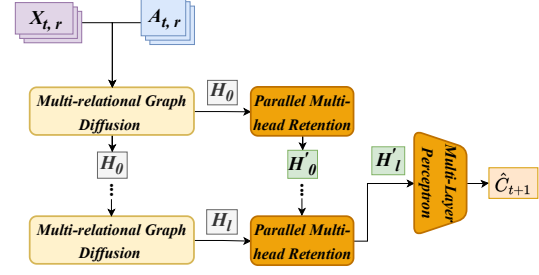 X_{t, r}
A_{t, r}
Multi-relational Graph
Diffusion
H_0
Parallel Multi-
head Retention
H_0
H'_0
H'_l
Multi-Layer
Perceptron
Ĉ_{t+1}
Multi-relational Graph
Diffusion
H_l
Parallel Multi-
head Retention